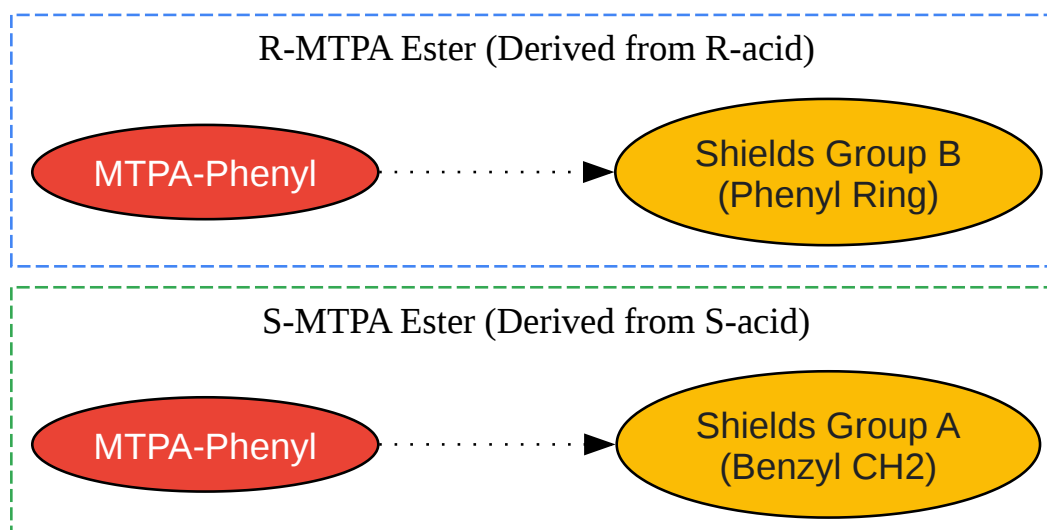 R-MTPA Ester (Derived from R-acid)
MTPA-Phenyl
Shields Group B
(Phenyl Ring)
S-MTPA Ester (Derived from S-acid)
MTPA-Phenyl
Shields Group A
(Benzyl CH2)